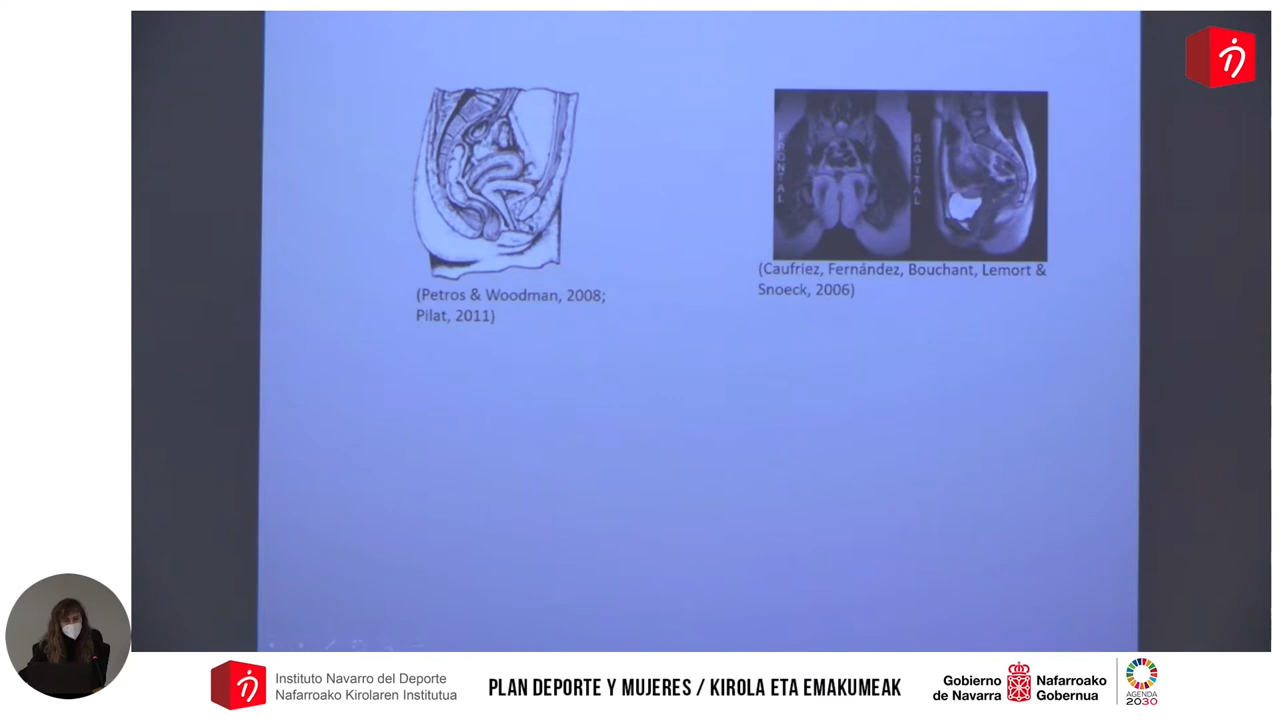 FRONTAL
SAGITAL
(Caufriez, Fernández, Bouchant, Lemort &
Snoeck, 2006)
(Petros & Woodman, 2008;
Pilat, 2011)
Instituto Navarro del Deporte
Nafarroako Kirolaren Institutua
PLAN DEPORTE Y MUJERES / KIROLA ETA EMAKUMEAK
Gobierno
de Navarra
Nafarroako
Gobernua
AGENDA
2030